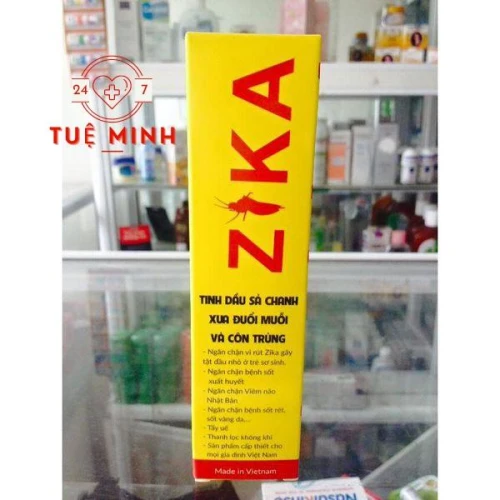 24 7
TUỆ MINH
ZIKA
TINH DẦU SẢ CHANH
XUA ĐUỔI MUỖI
VÀ CÔN TRÙNG
- Ngăn chặn vi rút Zika gây
tật đầu nhỏ ở trẻ sơ sinh.
- Ngăn chặn bệnh sốt
xuất huyết
- Ngăn chặn Viêm não
Nhật Bản
- Ngăn chặn bệnh sốt rét,
sốt vàng da,...
- Tẩy uế
- Thanh lọc không khí
- Sản phẩm cấp thiết cho
mọi gia đình Việt Nam
Made in Vietnam